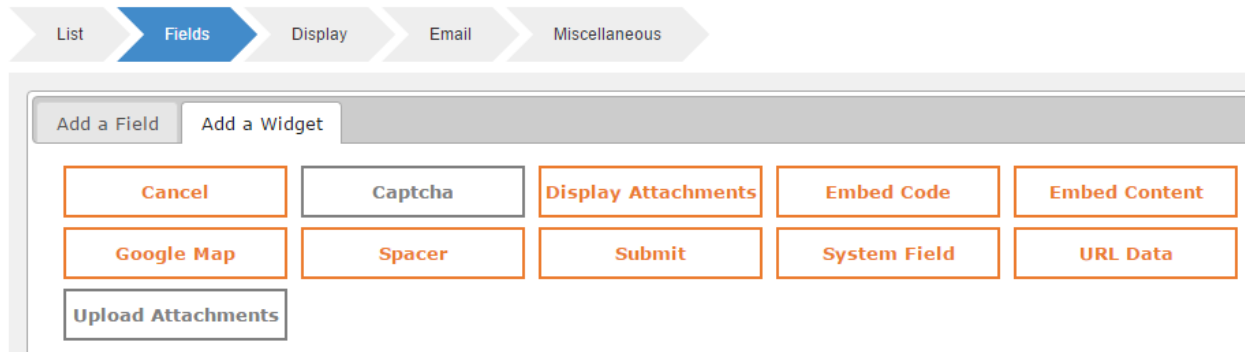 List Fields Display Email Miscellaneous
Add a Field Add a Widget
Cancel Captcha Display Attachments Embed Code Embed Content
Google Map Spacer Submit System Field URL Data
Upload Attachments